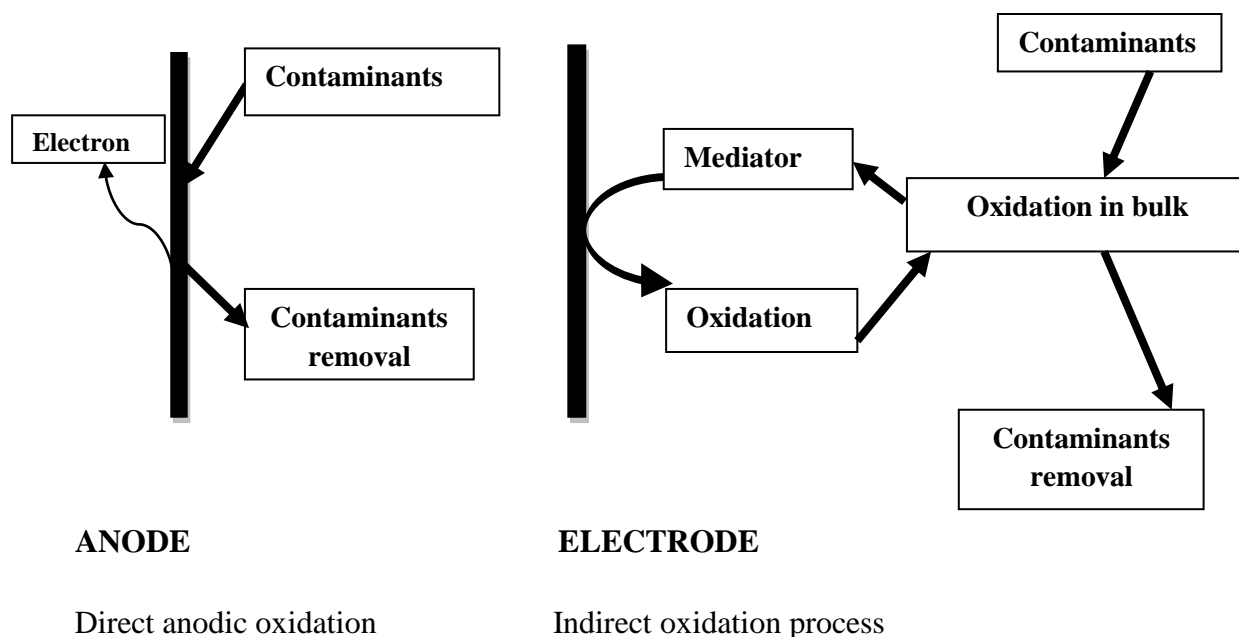 Contaminants
Electron
Contaminants
removal
ANODE
Direct anodic oxidation
Contaminants
Mediator
Oxidation in bulk
Oxidation
Contaminants
removal
ELECTRODE
Indirect oxidation process